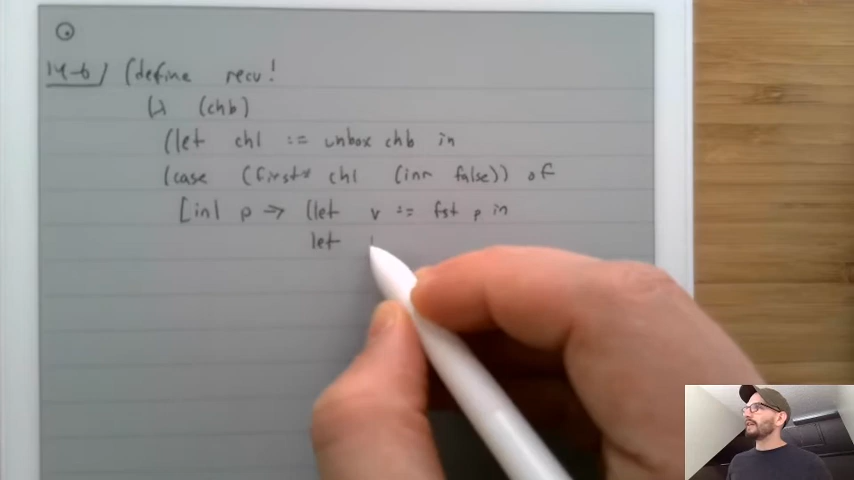 14-6/ (define recv!
(λ (chb)
(let chl := unbox chb in
(case (first* chl (inr false)) of
[inl p → (let v := fst p in
let